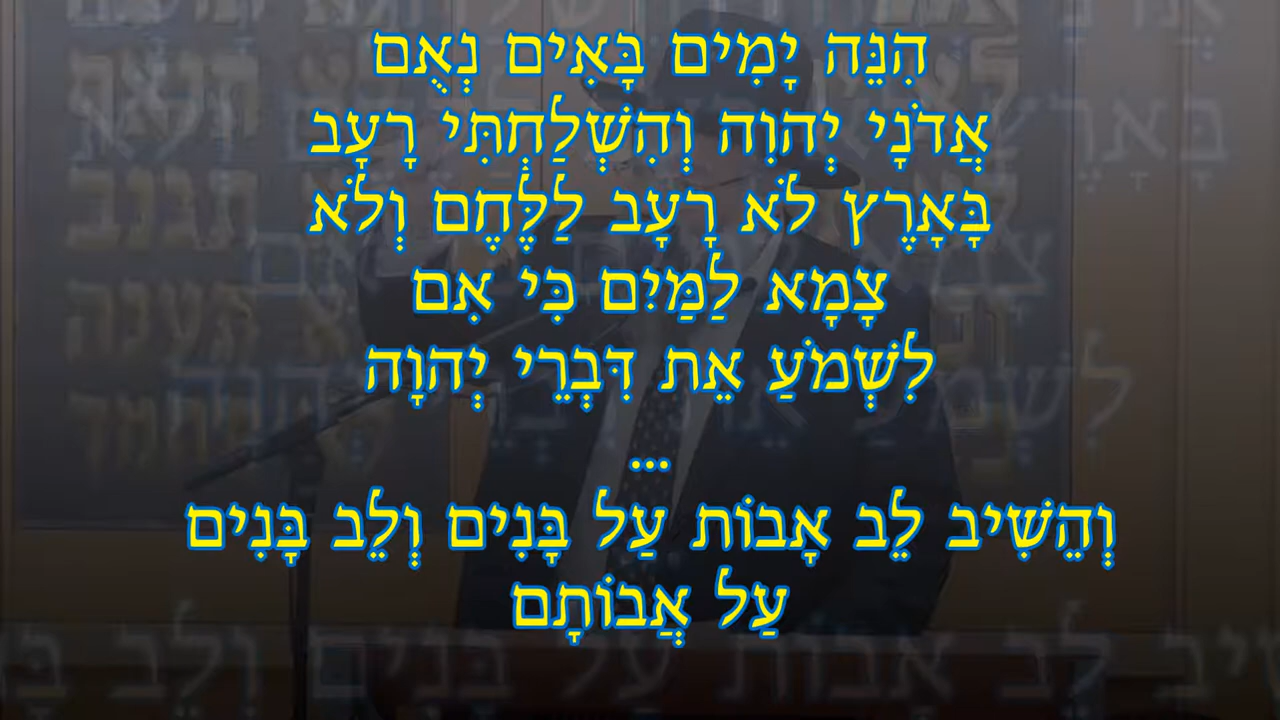 הִנֵּה יָמִים בָּאִים נְאֻם
אֲדֹנָי יְהוִה וְהִשְׁלַחְתִּי רָעָב
בָּאָרֶץ לֹא רָעָב לַלֶּחֶם וְלֹא
צָמָא לַמַּיִם כִּי אִם
לִשְׁמֹעַ אֵת דִּבְרֵי יְהוָה
...
וְהֵשִׁיב לֵב אָבוֹת עַל בָּנִים וְלֵב בָּנִים
עַל אֲבוֹתָם